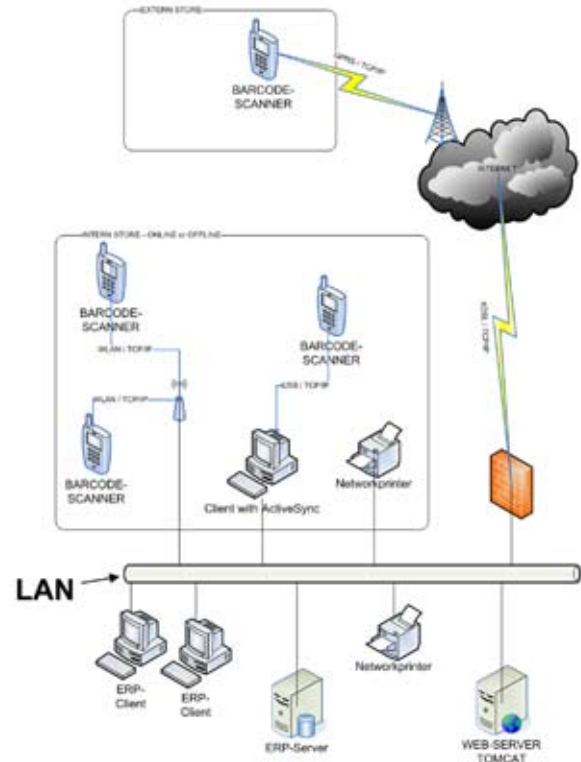 EXTERN STORE
BARCODE-
SCANNER
GPRS / TCP/IP
INTERNET
INTERN STORE - ONLINE or OFFLINE
BARCODE-
SCANNER
BARCODE-
SCANNER
WLAN / TCP/IP
USB / TCP/IP
WLAN / TCP/IP
BARCODE-
SCANNER
Client with ActiveSync
Networkprinter
/ TCP/IP
LAN
ERP-
Client
ERP-
Client
ERP-Server
Networkprinter
WEB-SERVER
TOMCAT